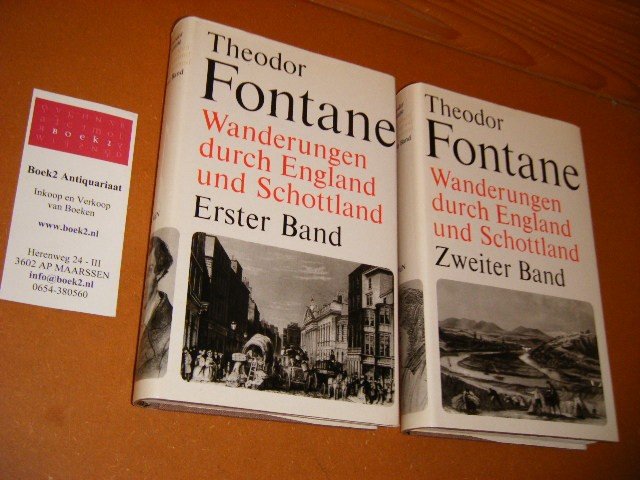 Boek2
Boek2 Antiquariaat
Inkoop en Verkoop
van Boeken
www.boek2.nl
Herenweg 24 - III
3602 AP MAARSSEN
info@boek2.nl
0654-380560
Theodor
Fontane
Wanderungen
durch England
und Schottland
Erster Band
Theodor
Fontane
Wanderungen
durch England
und Schottland
Zweiter Band